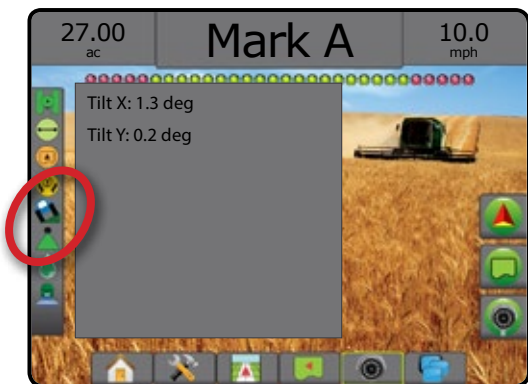 27.00
ac
Mark A
10.0
mph
Tilt X: 1.3 deg
Tilt Y: 0.2 deg